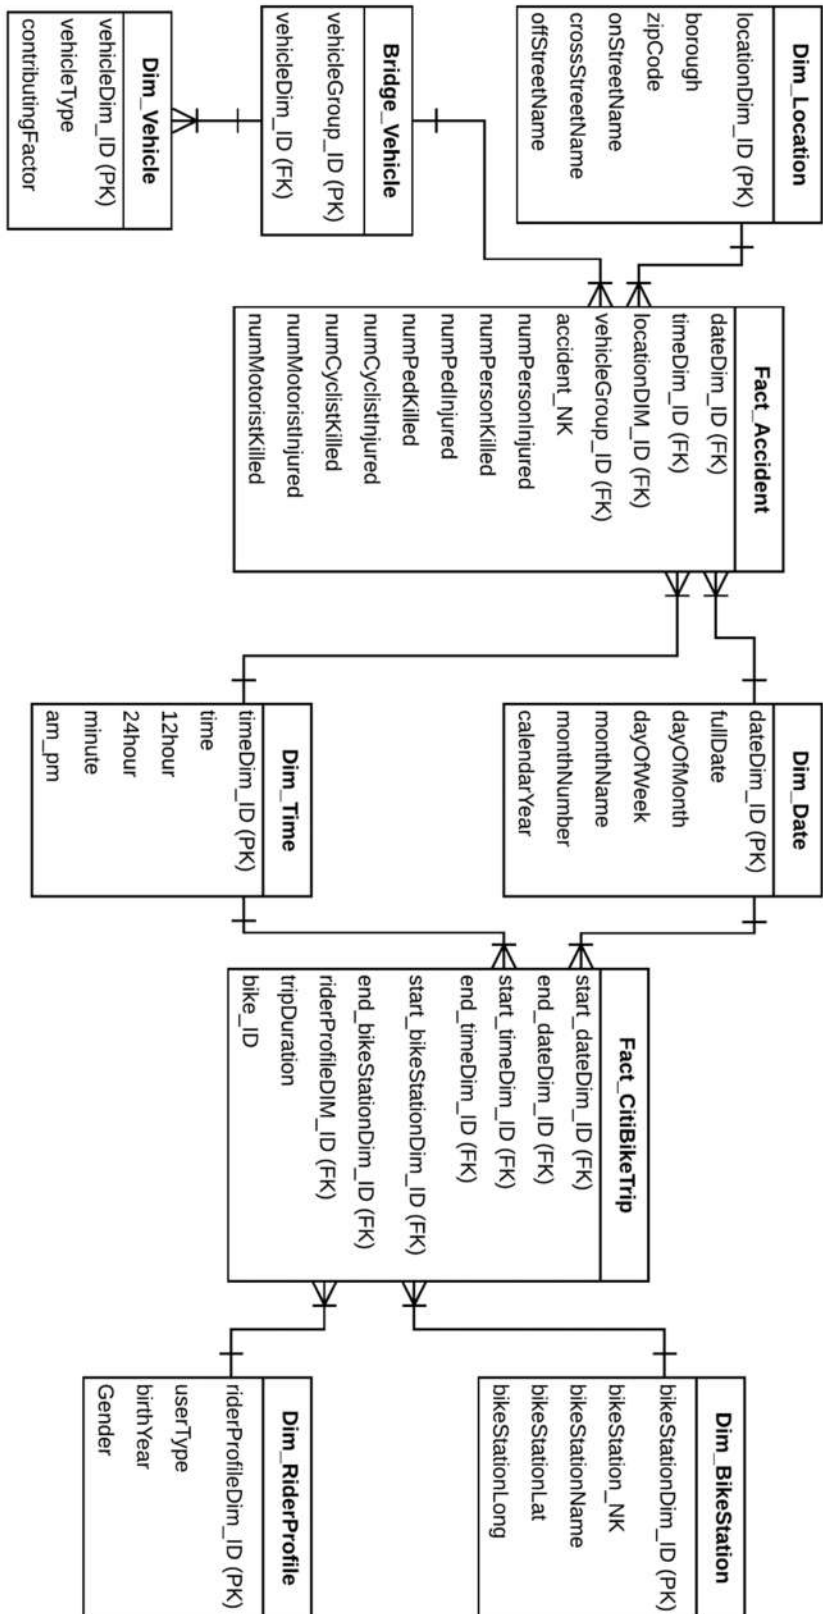 Dim_Location
locationDim_ID (PK)
borough
zipCode
onStreetName
crossStreetName
offStreetName
Bridge_Vehicle
vehicleGroup_ID (PK)
vehicleDim_ID (FK)
Dim_Vehicle
vehicleDim_ID (PK)
vehicleType
contributingFactor
Fact_Accident
dateDim_ID (FK)
timeDim_ID (FK)
locationDIM_ID (FK)
vehicleGroup_ID (FK)
accident_NK
numPersonInjured
numPersonKilled
numPedInjured
numPedKilled
numCyclistInjured
numCyclistKilled
numMotoristInjured
numMotoristKilled
Dim_Date
dateDim_ID (PK)
fullDate
dayOfMonth
dayOfWeek
monthName
monthNumber
calendarYear
Dim_Time
timeDim_ID (PK)
time
12hour
24hour
minute
am_pm
Fact_CitiBikeTrip
start_dateDim_ID (FK)
end_dateDim_ID (FK)
start_timeDim_ID (FK)
end_timeDim_ID (FK)
start_bikeStationDim_ID (FK)
end_bikeStationDim_ID (FK)
riderProfileDIM_ID (FK)
tripDuration
bike_ID
Dim_BikeStation
bikeStationDim_ID (PK)
bikeStation_NK
bikeStationName
bikeStationLat
bikeStationLong
Dim_RiderProfile
riderProfileDim_ID (PK)
userType
birthYear
Gender